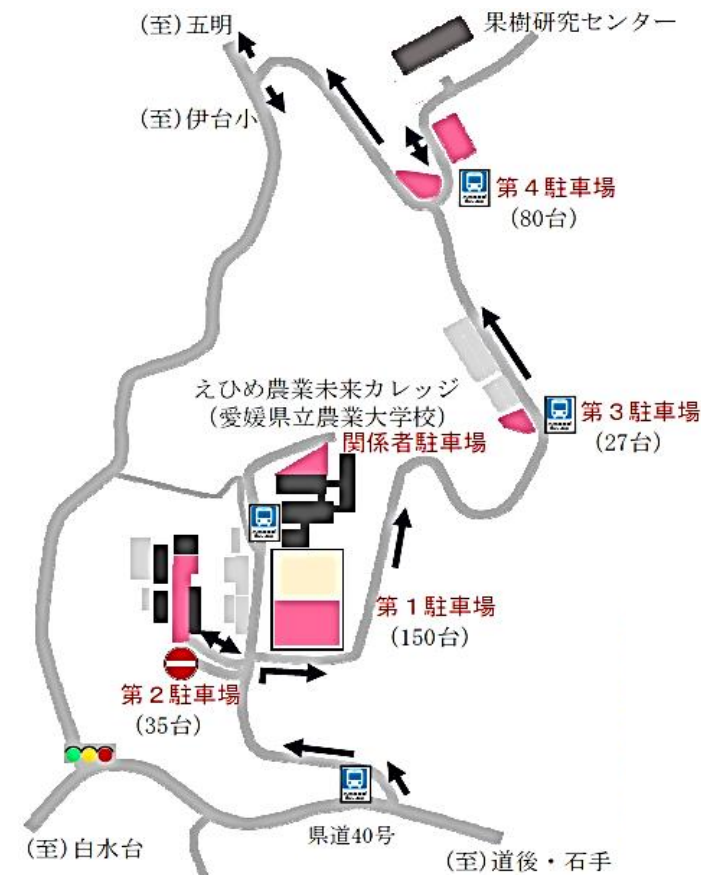 (至)五明
果樹研究センター
(至)伊台小
第４駐車場
(80台)
えひめ農業未来カレッジ
(愛媛県立農業大学校)
関係者駐車場
第３駐車場
(27台)
第１駐車場
(150台)
第２駐車場
(35台)
県道40号
(至)白水台
(至)道後・石手